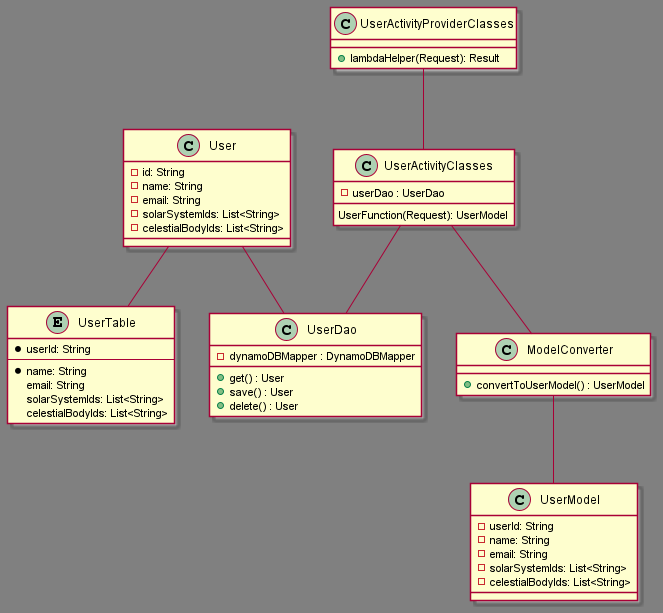 C UserActivityProviderClasses
lambdaHelper(Request): Result
C User
id: String
name: String
email: String
solarSystemIds: List<String>
celestialBodyIds: List<String>
C UserActivityClasses
userDao : UserDao
UserFunction(Request): UserModel
E UserTable
userId: String
name: String
email: String
solarSystemIds: List<String>
celestialBodyIds: List<String>
C UserDao
dynamoDBMapper : DynamoDBMapper
get() : User
save() : User
delete() : User
C ModelConverter
convertToUserModel() : UserModel
C UserModel
userId: String
name: String
email: String
solarSystemIds: List<String>
celestialBodyIds: List<String>